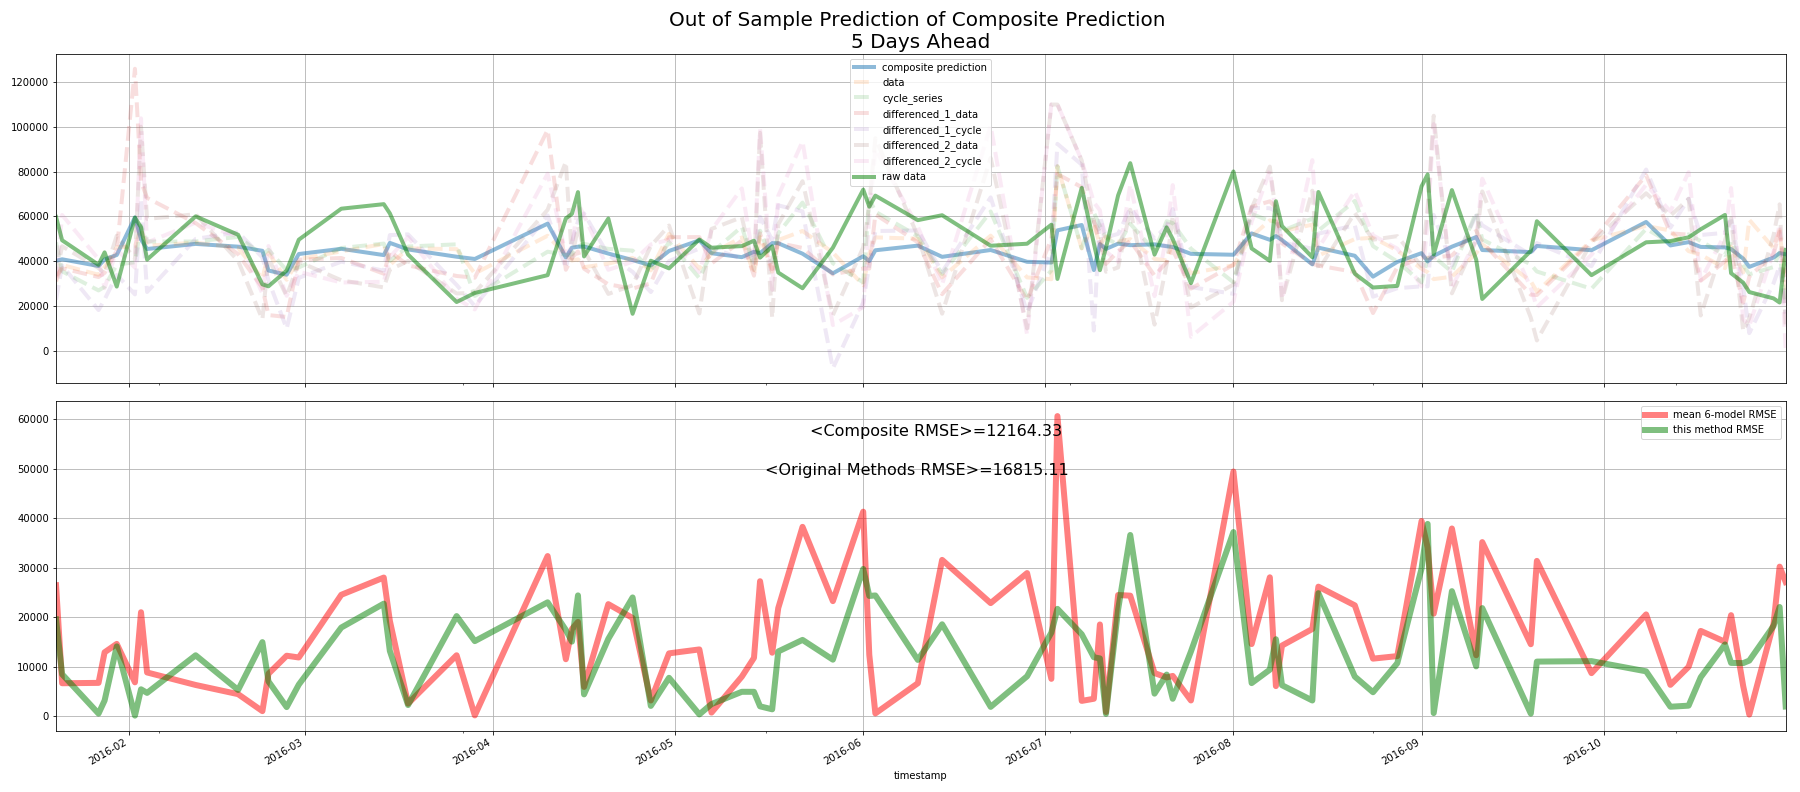 Out of Sample Prediction of Composite Prediction
5 Days Ahead
120000
100000
80000
60000
40000
20000
0
composite prediction
data
cycle_series
differenced_1_data
differenced_1_cycle
differenced_2_data
differenced_2_cycle
raw data
60000
50000
40000
30000
20000
10000
0
<Composite RMSE>=12164.33
<Original Methods RMSE>=16815.11
mean 6-model RMSE
this method RMSE
2016-02
2016-03
2016-04
2016-05
2016-06
2016-07
2016-08
2016-09
2016-10
timestamp